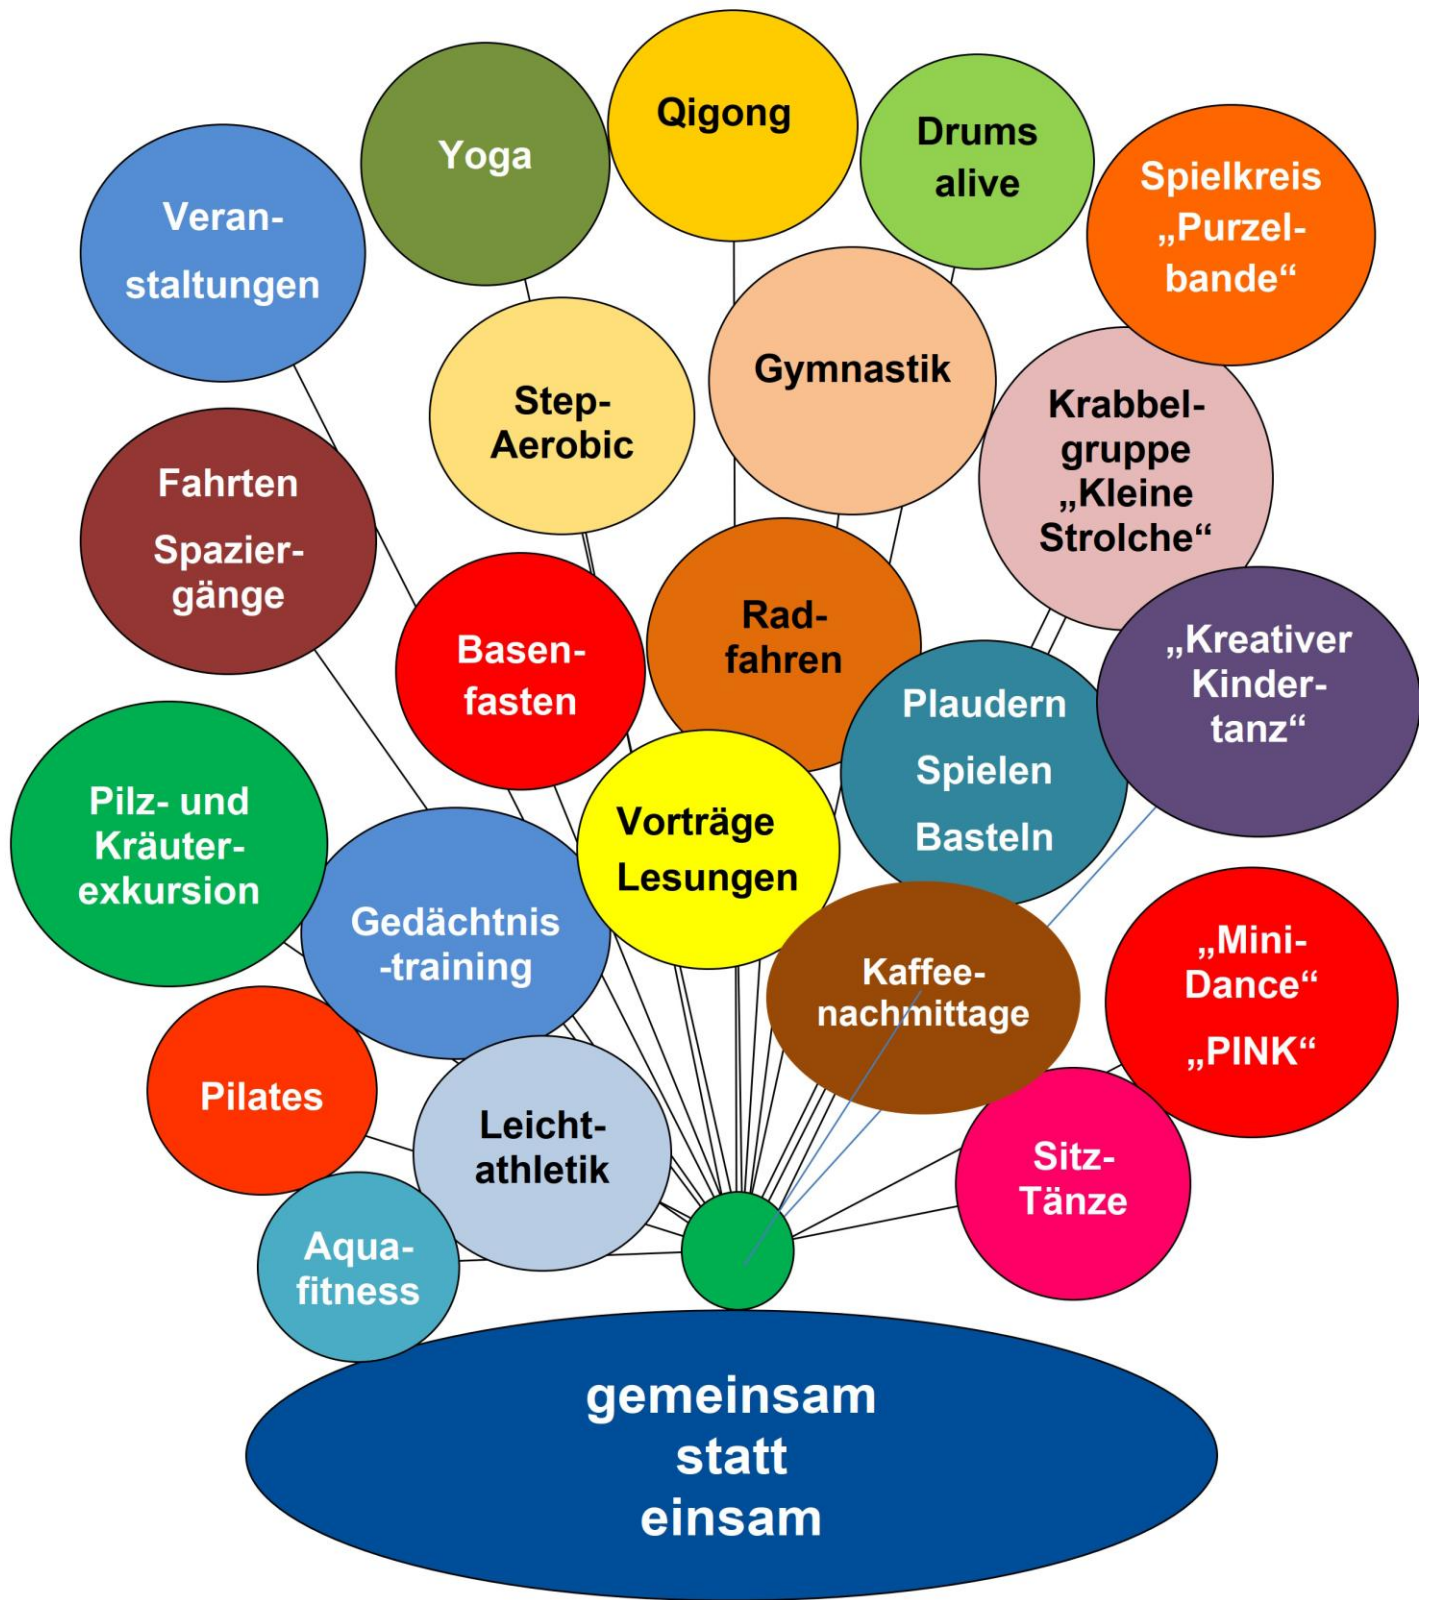 Qigong
Yoga
Drums
alive
Spielkreis
„Purzel-
bande“
Veran-
staltungen
Gymnastik
Step-
Aerobic
Krabbel-
gruppe
„Kleine
Strolche“
Fahrten
Spazier-
gänge
Basen-
fasten
Rad-
fahren
„Kreativer
Kinder-
tanz“
Plaudern
Spielen
Basteln
Pilz- und
Kräuter-
exkursion
Vorträge
Lesungen
Gedächtnis
-training
Kaffee-
nachmittage
„Mini-
Dance“
„PINK“
Pilates
Leicht-
athletik
Sitz-
Tänze
Aqua-
fitness
gemeinsam
statt
einsam